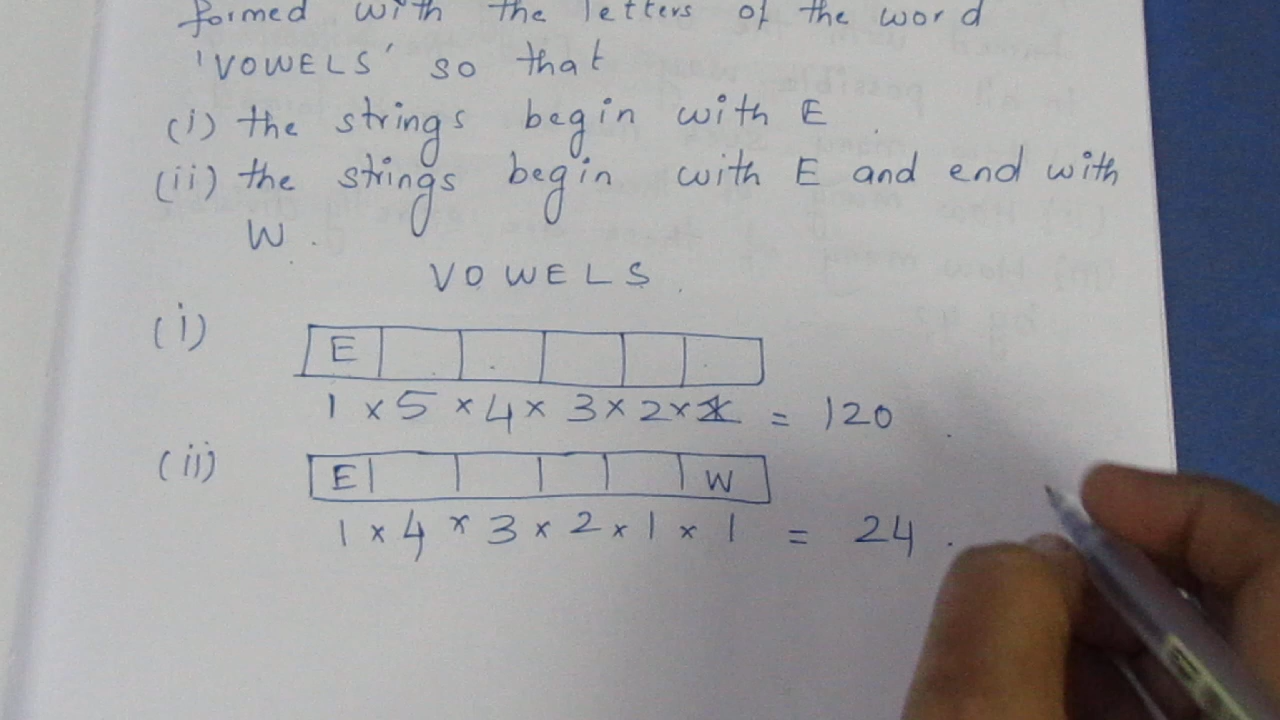 formed with the letters of the word
'VOWELS' so that
(i) the strings begin with E.
(ii) the strings begin with E and end with
W.
VOWELS.
(i)
E
1 × 5 × 4 × 3 × 2 × 1 = 120
(ii)
E W
1 × 4 × 3 × 2 × 1 × 1 = 24.